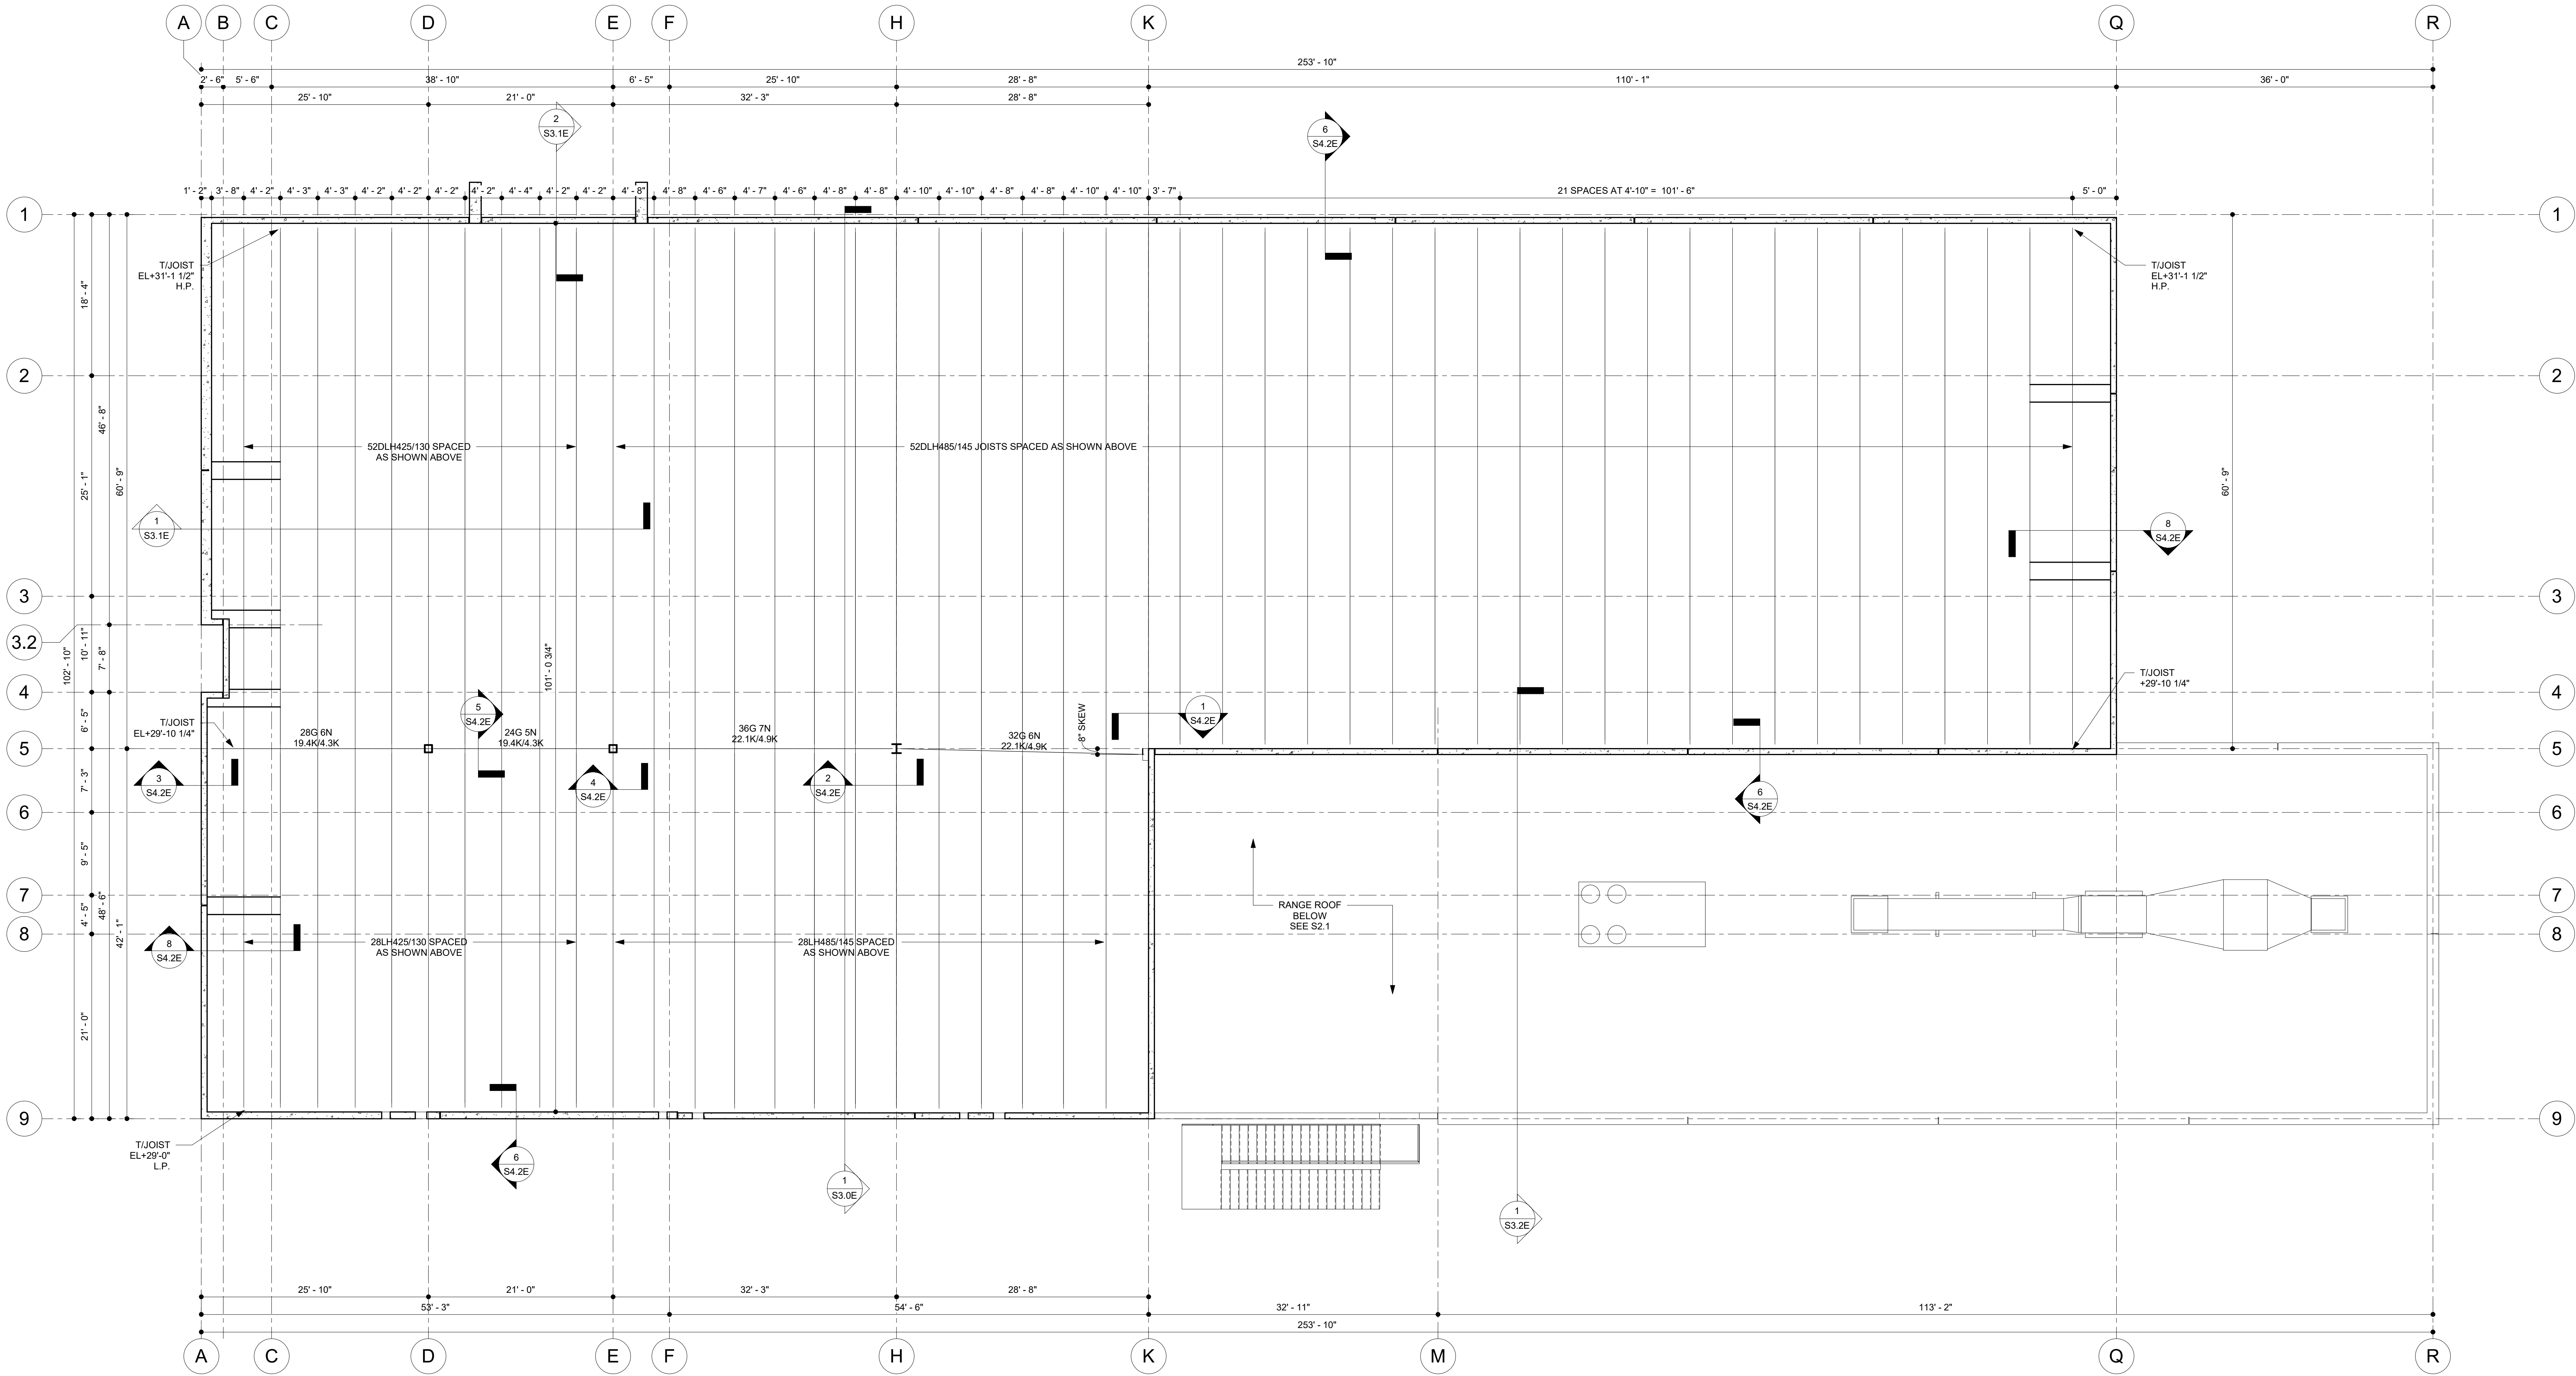 A B C D E F H K Q R
253' - 10"
2' - 6" 5' - 6" 38' - 10" 6' - 5" 25' - 10" 28' - 8" 110' - 1" 36' - 0"
25' - 10" 21' - 0" 32' - 3" 28' - 8"
2
S3.1E
6
S4.2E
1' - 2" 3' - 8" 4' - 2" 4' - 3" 4' - 3" 4' - 2" 4' - 2" 4' - 2" 4' - 2" 4' - 4" 4' - 2" 4' - 2" 4' - 8" 4' - 8" 4' - 6" 4' - 7" 4' - 6" 4' - 8" 4' - 8" 4' - 10" 4' - 10" 4' - 8" 4' - 8" 4' - 10" 4' - 10" 3' - 7" 21 SPACES AT 4'-10" = 101' - 6" 5' - 0"
1 1
T/JOIST
EL+31'-1 1/2"
H.P.
T/JOIST
EL+31'-1 1/2"
H.P.
18' - 4"
2 2
46' - 8"
52DLH425/130 SPACED
AS SHOWN ABOVE
52DLH485/145 JOISTS SPACED AS SHOWN ABOVE
25' - 1"
60' - 9"
60' - 9"
1
S3.1E
8
S4.2E
3 3
3.2
10' - 11"
7' - 8"
102' - 10"
101' - 0 3/4"
T/JOIST
+29'-10 1/4"
4 4
6' - 5"
T/JOIST
EL+29'-10 1/4"
5
S4.2E
1
S4.2E
8" SKEW
28G 6N
19.4K/4.3K
24G 5N
19.4K/4.3K
36G 7N
22.1K/4.9K
32G 6N
22.1K/4.9K
5 5
7' - 3"
3
S4.2E
4
S4.2E
2
S4.2E
6
S4.2E
6 6
9' - 5"
7 7
4' - 5"
48' - 6"
42' - 1"
RANGE ROOF
BELOW
SEE S2.1
8 8
8
S4.2E
28LH425/130 SPACED
AS SHOWN ABOVE
28LH485/145 SPACED
AS SHOWN ABOVE
21' - 0"
9 9
T/JOIST
EL+29'-0"
L.P.
6
S4.2E
1
S3.0E
1
S3.2E
25' - 10" 21' - 0" 32' - 3" 28' - 8"
53' - 3" 54' - 6" 32' - 11" 113' - 2"
253' - 10"
A C D E F H K M Q R